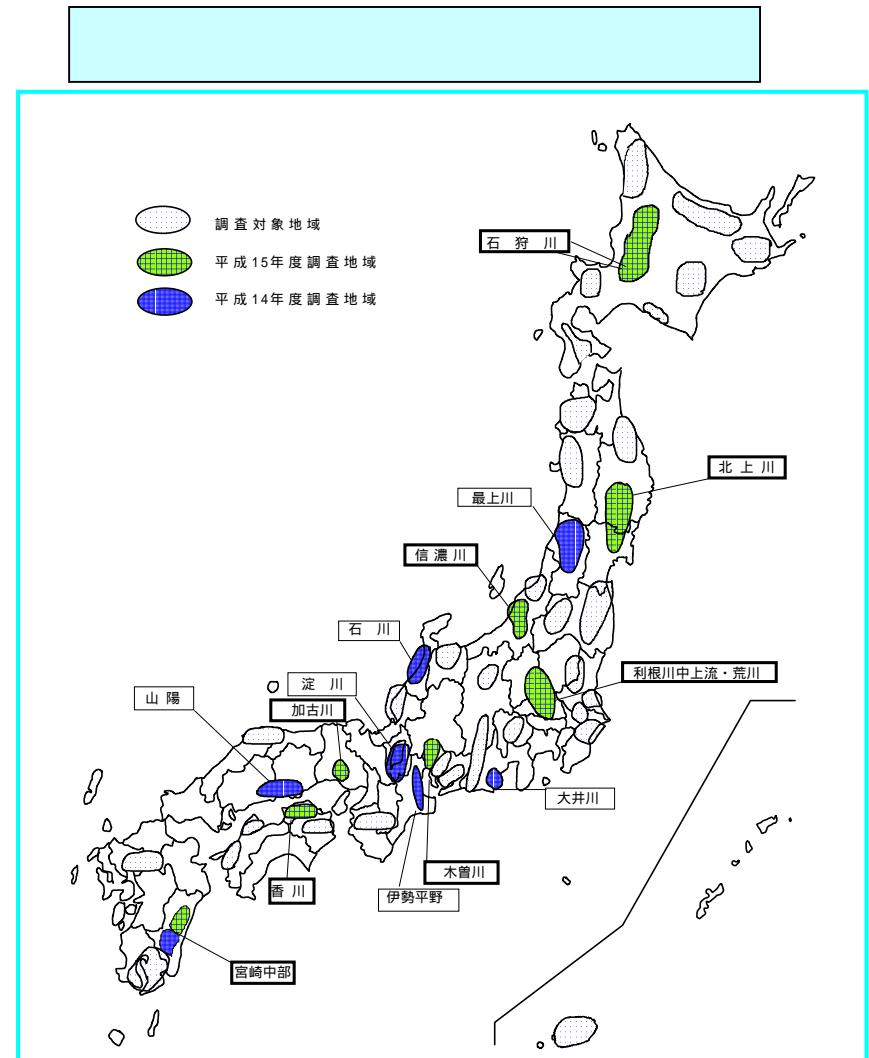 調査対象地域
平成15年度調査地域
平成14年度調査地域
石狩川
北上川
最上川
信濃川
石川
利根川中上流・荒川
淀川
山陽
加古川
大井川
木曽川
香川
伊勢平野
宮崎中部